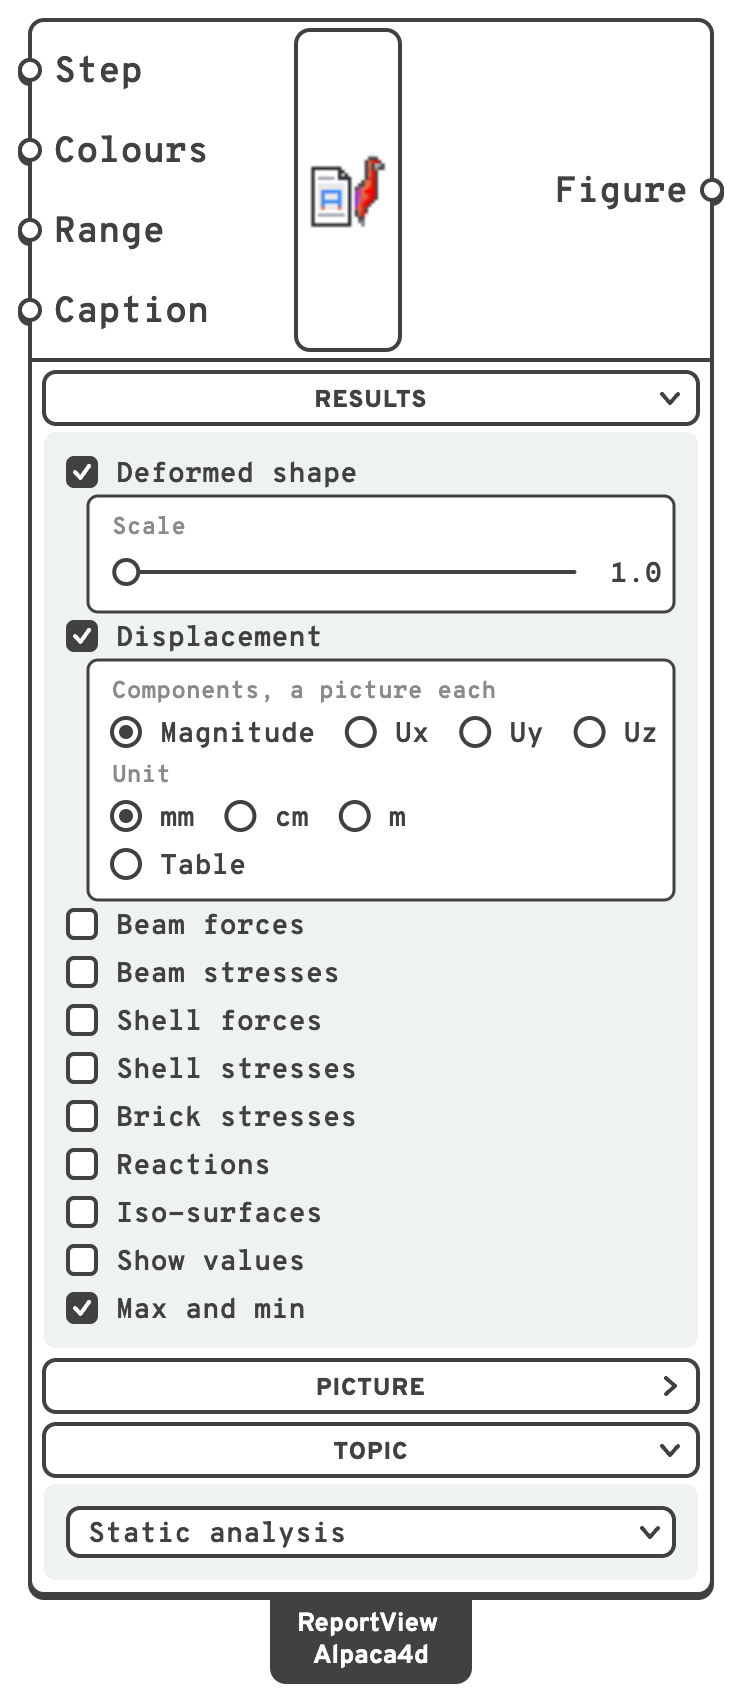 Step
Colours
Range
Caption
Figure
RESULTS
Deformed shape
Scale
1.0
Displacement
Components, a picture each
Magnitude Ux Uy Uz
Unit
mm cm m
Table
Beam forces
Beam stresses
Shell forces
Shell stresses
Brick stresses
Reactions
Iso-surfaces
Show values
Max and min
PICTURE
TOPIC
Static analysis
ReportView
Alpaca4d